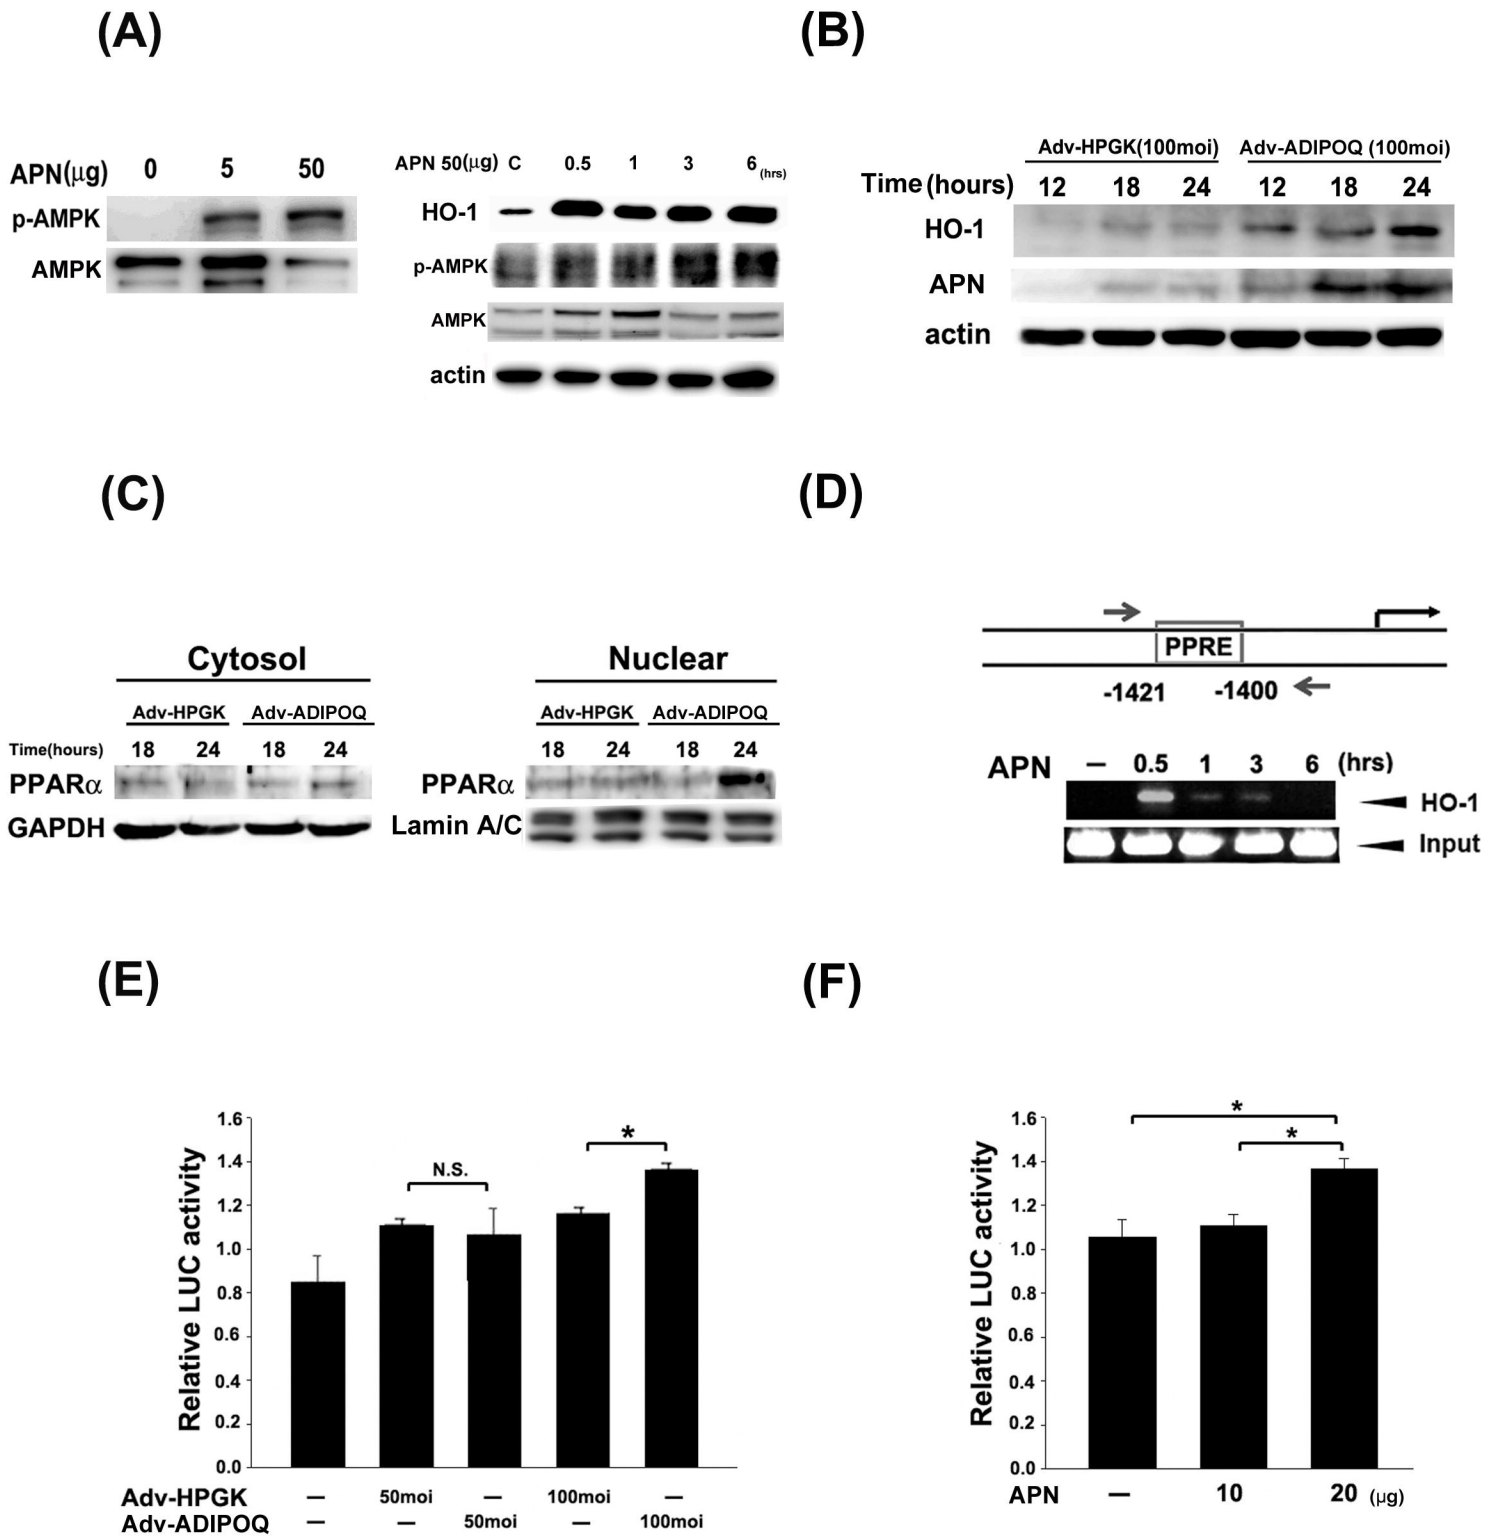 (A)
APN(μg) 0 5 50
p-AMPK
AMPK
APN 50(μg) C 0.5 1 3 6 (hrs)
HO-1
p-AMPK
AMPK
actin
(B)
Adv-HPGK(100moi) Adv-ADIPOQ (100moi)
Time(hours) 12 18 24 12 18 24
HO-1
APN
actin
(C)
Cytosol
Adv-HPGK Adv-ADIPOQ
Time(hours) 18 24 18 24
PPARα
GAPDH
Nuclear
Adv-HPGK Adv-ADIPOQ
18 24 18 24
PPARα
Lamin A/C
(D)
PPRE
-1421 -1400
APN – 0.5 1 3 6 (hrs)
HO-1
Input
(E)
Relative LUC activity
1.6
1.4
1.2
1.0
0.8
0.6
0.4
0.2
0.0
N.S.
*
Adv-HPGK – 50moi – 100moi –
Adv-ADIPOQ – – 50moi – 100moi
(F)
Relative LUC activity
1.6
1.4
1.2
1.0
0.8
0.6
0.4
0.2
0.0
*
*
APN – 10 20 (μg)